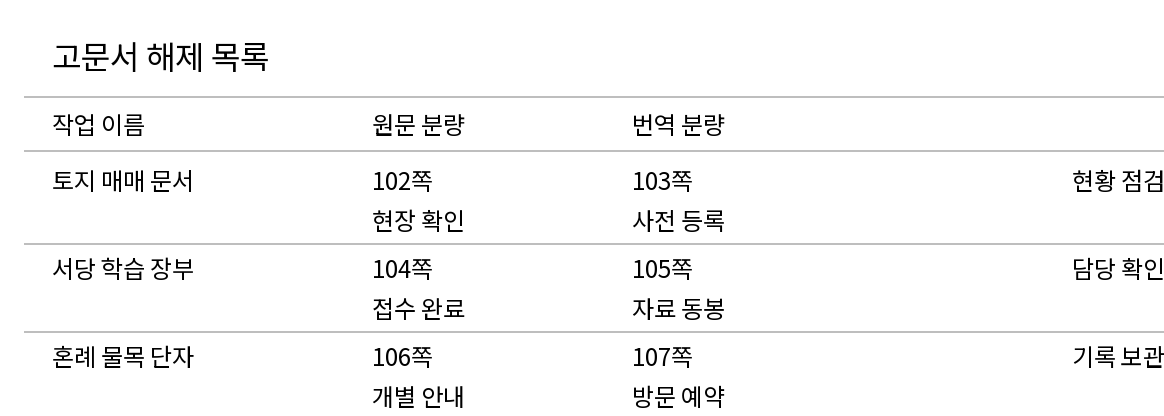 고문서 해제 목록
작업 이름 원문 분량 번역 분량
토지 매매 문서 102쪽 103쪽 현황 점검
현장 확인 사전 등록
서당 학습 장부 104쪽 105쪽 담당 확인
접수 완료 자료 동봉
혼례 물목 단자 106쪽 107쪽 기록 보관
개별 안내 방문 예약